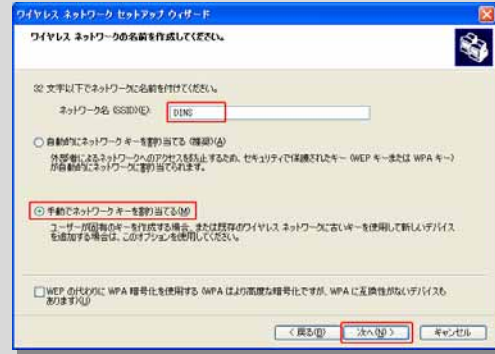 ワイヤレス ネットワーク セットアップ ウィザード
ワイヤレス ネットワークの名前を作成してください。
32 文字以下でネットワークに名前を付けてください。
ネットワーク名 (SSID)(E): DINS
自動的にネットワーク キーを割り当てる (推奨)(A)
外部者によるネットワークへのアクセスを防止するため、セキュリティで保護されたキー (WEP キーまたは WPA キー)
が自動的にネットワークに割り当てられます。
手動でネットワーク キーを割り当てる(M)
ユーザーが固有のキーを作成する場合、または既存のワイヤレス ネットワークに古いキーを使用して新しいデバイス
を追加する場合は、このオプションを使用してください。
WEP の代わりに WPA 暗号化を使用する (WPA はより高度な暗号化ですが、WPA に互換性がないデバイスも
あります)(U)
< 戻る(B) 次へ(N) > キャンセル